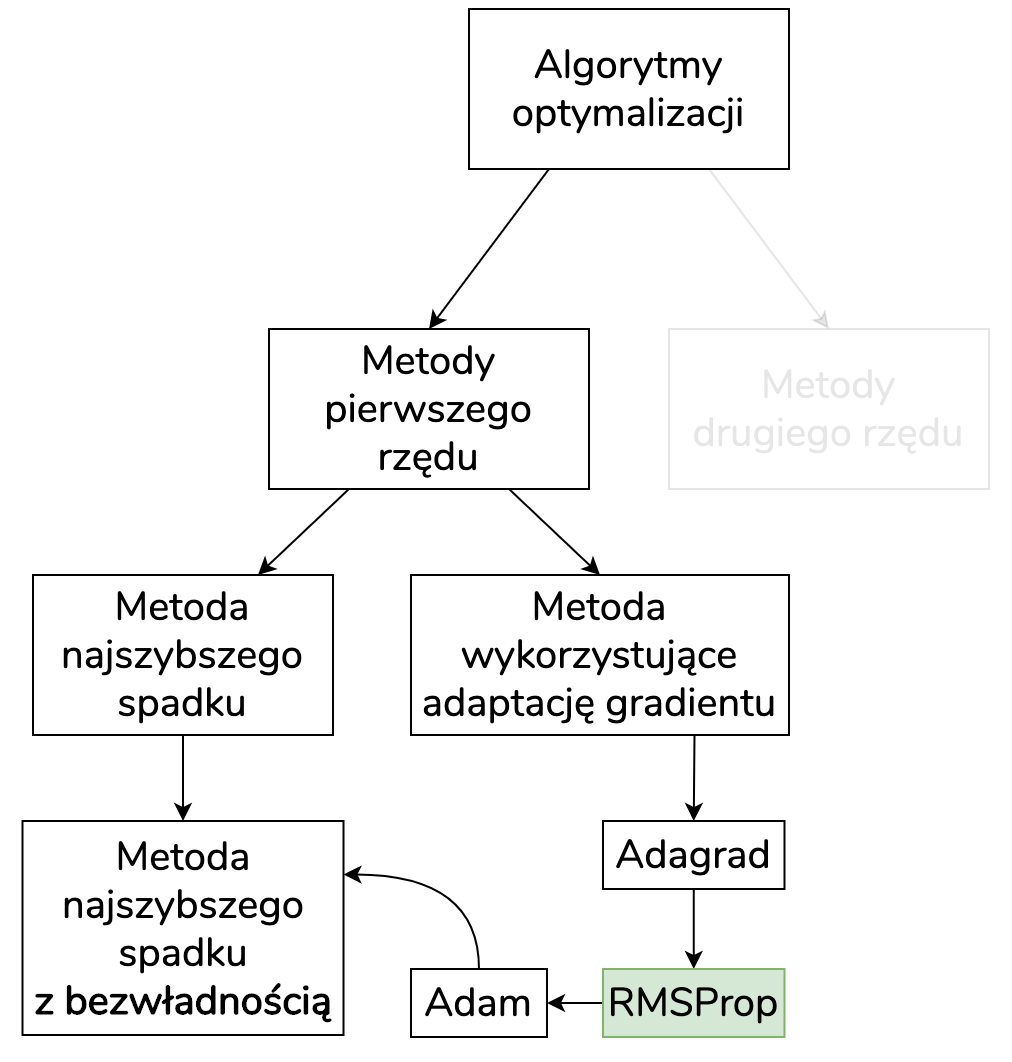 Algorytmy
optymalizacji
Metody
pierwszego
rzędu
Metody
drugiego rzędu
Metoda
najszybszego
spadku
Metoda
wykorzystujące
adaptację gradientu
Metoda
najszybszego
spadku
z bezwładnością
Adagrad
Adam
RMSProp